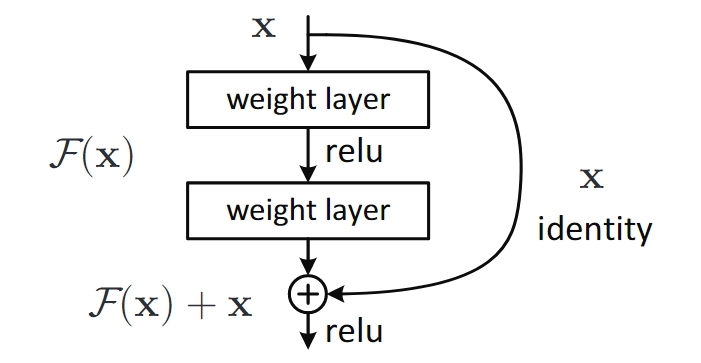 x
weight layer
relu
F(x)
x
weight layer
identity
F(x) + x
relu